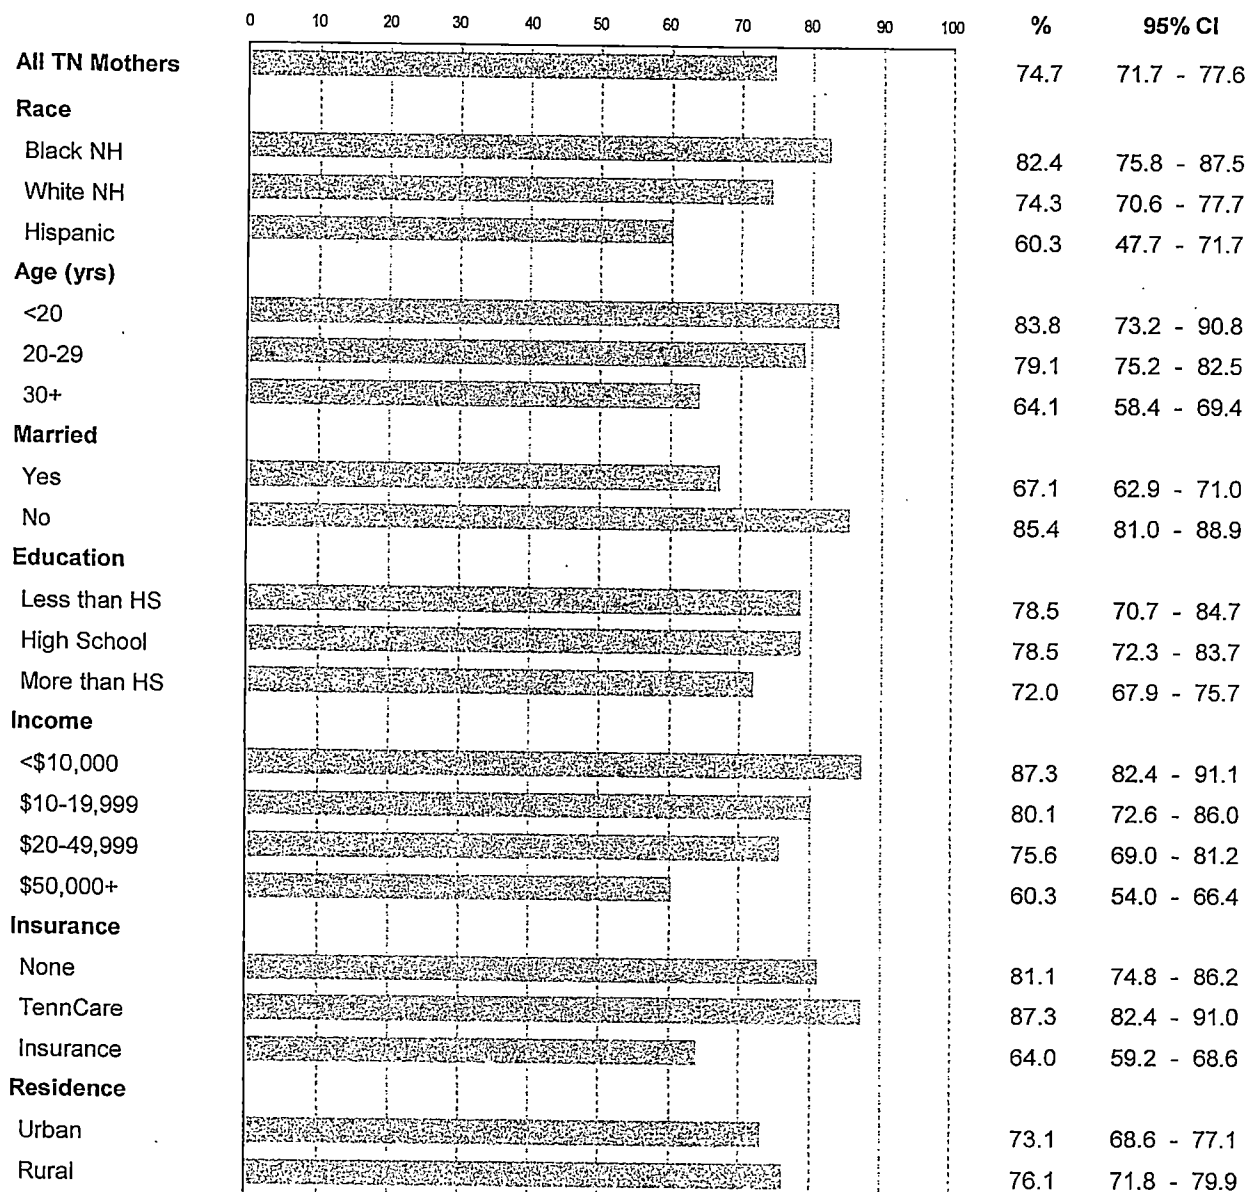 0 10 20 30 40 50 60 70 80 90 100 % 95% CI
All TN Mothers 74.7 71.7 - 77.6
Race
Black NH 82.4 75.8 - 87.5
White NH 74.3 70.6 - 77.7
Hispanic 60.3 47.7 - 71.7
Age (yrs)
<20 83.8 73.2 - 90.8
20-29 79.1 75.2 - 82.5
30+ 64.1 58.4 - 69.4
Married
Yes 67.1 62.9 - 71.0
No 85.4 81.0 - 88.9
Education
Less than HS 78.5 70.7 - 84.7
High School 78.5 72.3 - 83.7
More than HS 72.0 67.9 - 75.7
Income
<$10,000 87.3 82.4 - 91.1
$10-19,999 80.1 72.6 - 86.0
$20-49,999 75.6 69.0 - 81.2
$50,000+ 60.3 54.0 - 66.4
Insurance
None 81.1 74.8 - 86.2
TennCare 87.3 82.4 - 91.0
Insurance 64.0 59.2 - 68.6
Residence
Urban 73.1 68.6 - 77.1
Rural 76.1 71.8 - 79.9